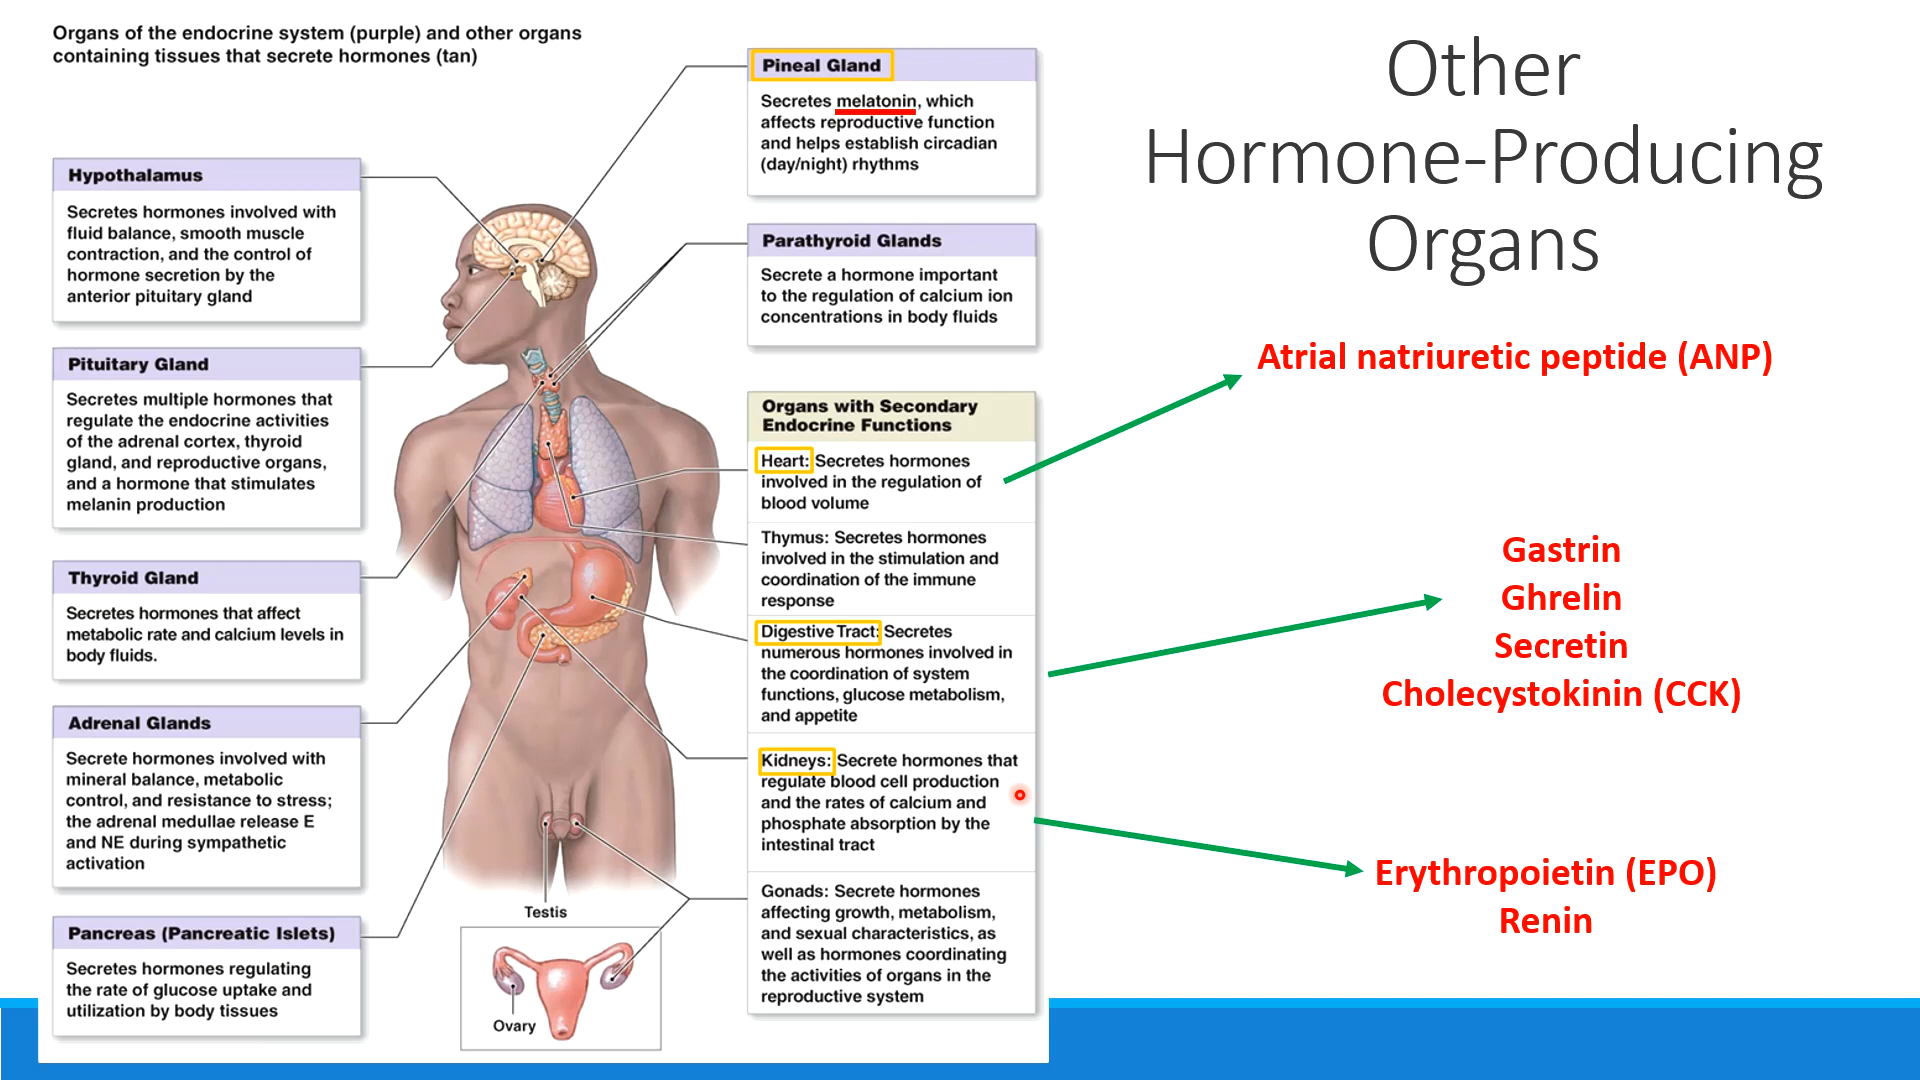 Organs of the endocrine system (purple) and other organs
containing tissues that secrete hormones (tan)
Hypothalamus
Secretes hormones involved with
fluid balance, smooth muscle
contraction, and the control of
hormone secretion by the
anterior pituitary gland
Pituitary Gland
Secretes multiple hormones that
regulate the endocrine activities
of the adrenal cortex, thyroid
gland, and reproductive organs,
and a hormone that stimulates
melanin production
Thyroid Gland
Secretes hormones that affect
metabolic rate and calcium levels in
body fluids.
Adrenal Glands
Secrete hormones involved with
mineral balance, metabolic
control, and resistance to stress;
the adrenal medullae release E
and NE during sympathetic
activation
Pancreas (Pancreatic Islets)
Secretes hormones regulating
the rate of glucose uptake and
utilization by body tissues
Testis
Ovary
Pineal Gland
Secretes melatonin, which
affects reproductive function
and helps establish circadian
(day/night) rhythms
Parathyroid Glands
Secrete a hormone important
to the regulation of calcium ion
concentrations in body fluids
Organs with Secondary
Endocrine Functions
Heart: Secretes hormones
involved in the regulation of
blood volume
Thymus: Secretes hormones
involved in the stimulation and
coordination of the immune
response
Digestive Tract: Secretes
numerous hormones involved in
the coordination of system
functions, glucose metabolism,
and appetite
Kidneys: Secrete hormones that
regulate blood cell production
and the rates of calcium and
phosphate absorption by the
intestinal tract
Gonads: Secrete hormones
affecting growth, metabolism,
and sexual characteristics, as
well as hormones coordinating
the activities of organs in the
reproductive system
Other
Hormone-Producing
Organs
Atrial natriuretic peptide (ANP)
Gastrin
Ghrelin
Secretin
Cholecystokinin (CCK)
Erythropoietin (EPO)
Renin